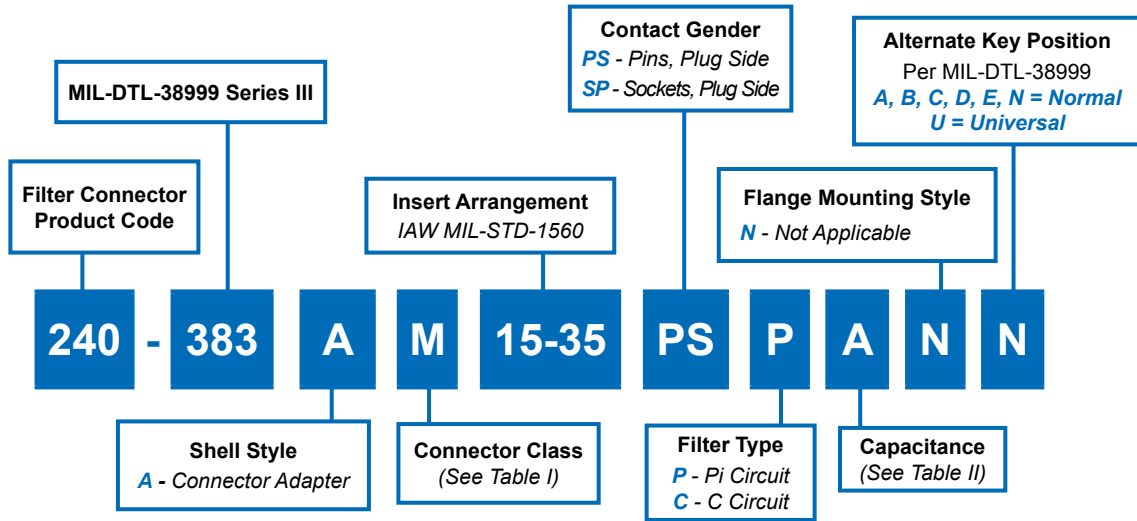 Contact Gender
PS - Pins, Plug Side
SP - Sockets, Plug Side
Alternate Key Position
Per MIL-DTL-38999
A, B, C, D, E, N = Normal
U = Universal
MIL-DTL-38999 Series III
Filter Connector
Product Code
Insert Arrangement
IAW MIL-STD-1560
Flange Mounting Style
N - Not Applicable
240 - 383 A M 15-35 PS P A N N
Shell Style
A - Connector Adapter
Connector Class
(See Table I)
Filter Type
P - Pi Circuit
C - C Circuit
Capacitance
(See Table II)